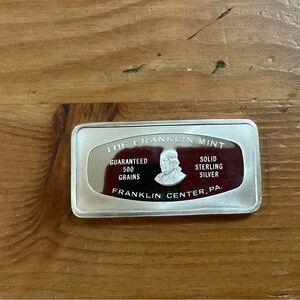 THE FRANKLIN MINT
GUARANTEED
500
GRAINS
SOLID
STERLING
SILVER
FRANKLIN CENTER, PA.